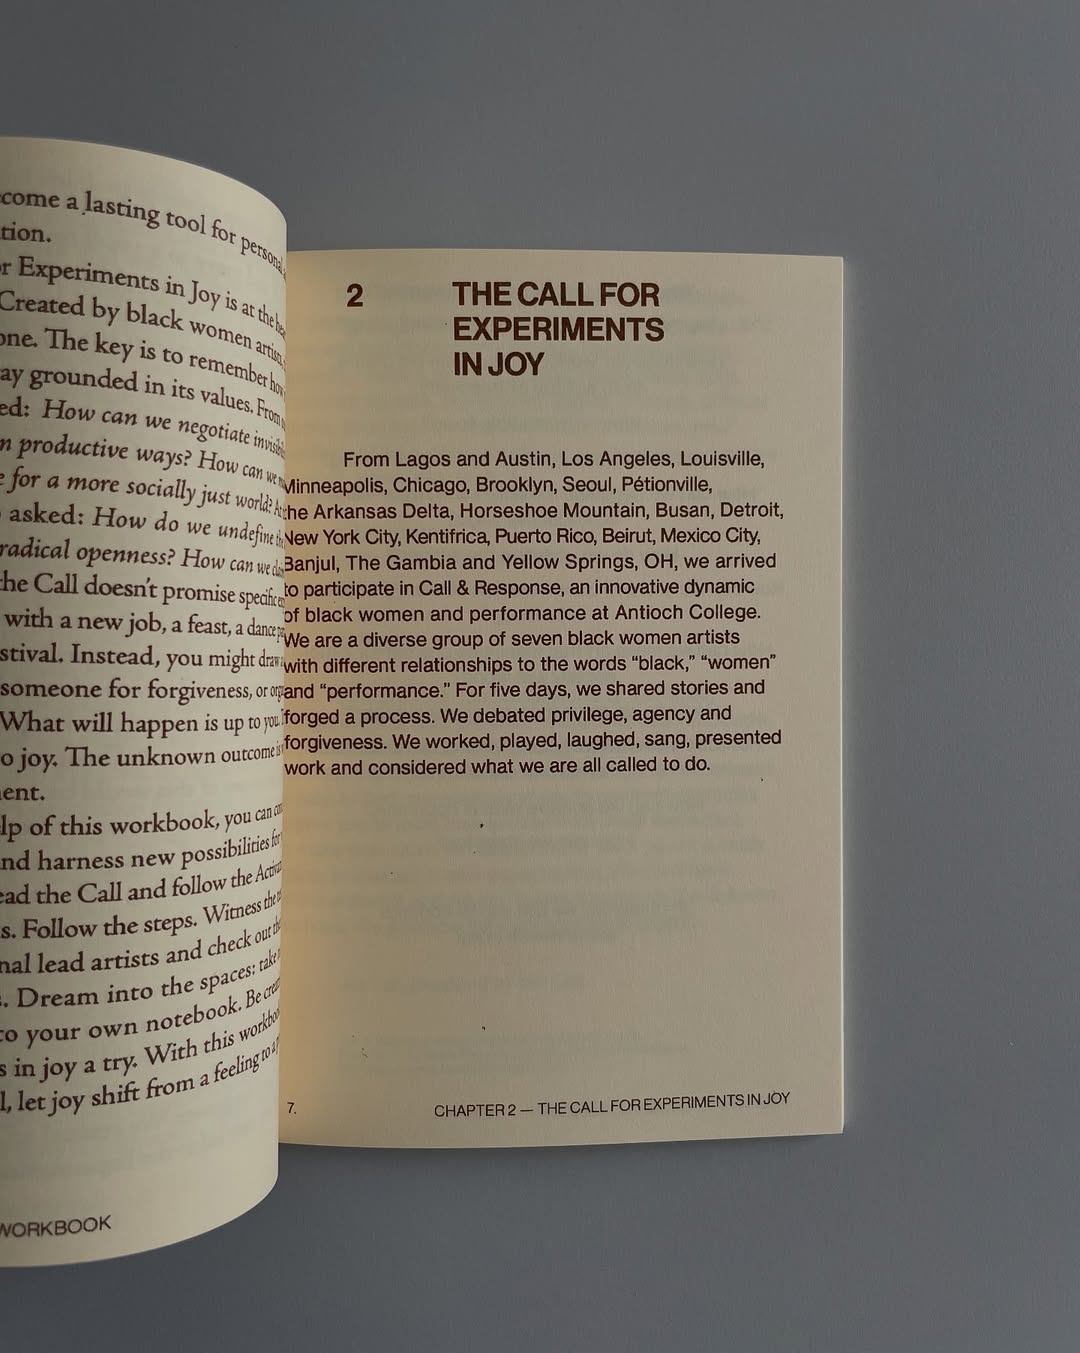 come a lasting tool for personal
tion.
r Experiments in Joy is at the
Created by black women artists,
one. The key is to remember how
ay grounded in its values. From
ed: How can we negotiate
n productive ways? How can we
e for a more socially just world?
asked: How do we undefine
radical openness? How can we
he Call doesn't promise specific
with a new job, a feast, a dance
stival. Instead, you might draw
someone for forgiveness, or
What will happen is up to you.
o joy. The unknown outcome is
ent.
lp of this workbook, you can
nd harness new possibilities for
ead the Call and follow the
s. Follow the steps. Witness the
nal lead artists and check out
s. Dream into the spaces; take
to your own notebook. Be
s in joy a try. With this
l, let joy shift from a feeling to a
WORKBOOK
2
THE CALL FOR
EXPERIMENTS
IN JOY
From Lagos and Austin, Los Angeles, Louisville,
Minneapolis, Chicago, Brooklyn, Seoul, Pétionville,
the Arkansas Delta, Horseshoe Mountain, Busan, Detroit,
New York City, Kentifrica, Puerto Rico, Beirut, Mexico City,
Banjul, The Gambia and Yellow Springs, OH, we arrived
to participate in Call & Response, an innovative dynamic
of black women and performance at Antioch College.
We are a diverse group of seven black women artists
with different relationships to the words “black,” “women”
and “performance.” For five days, we shared stories and
forged a process. We debated privilege, agency and
forgiveness. We worked, played, laughed, sang, presented
work and considered what we are all called to do.
7.
CHAPTER 2 — THE CALL FOR EXPERIMENTS IN JOY